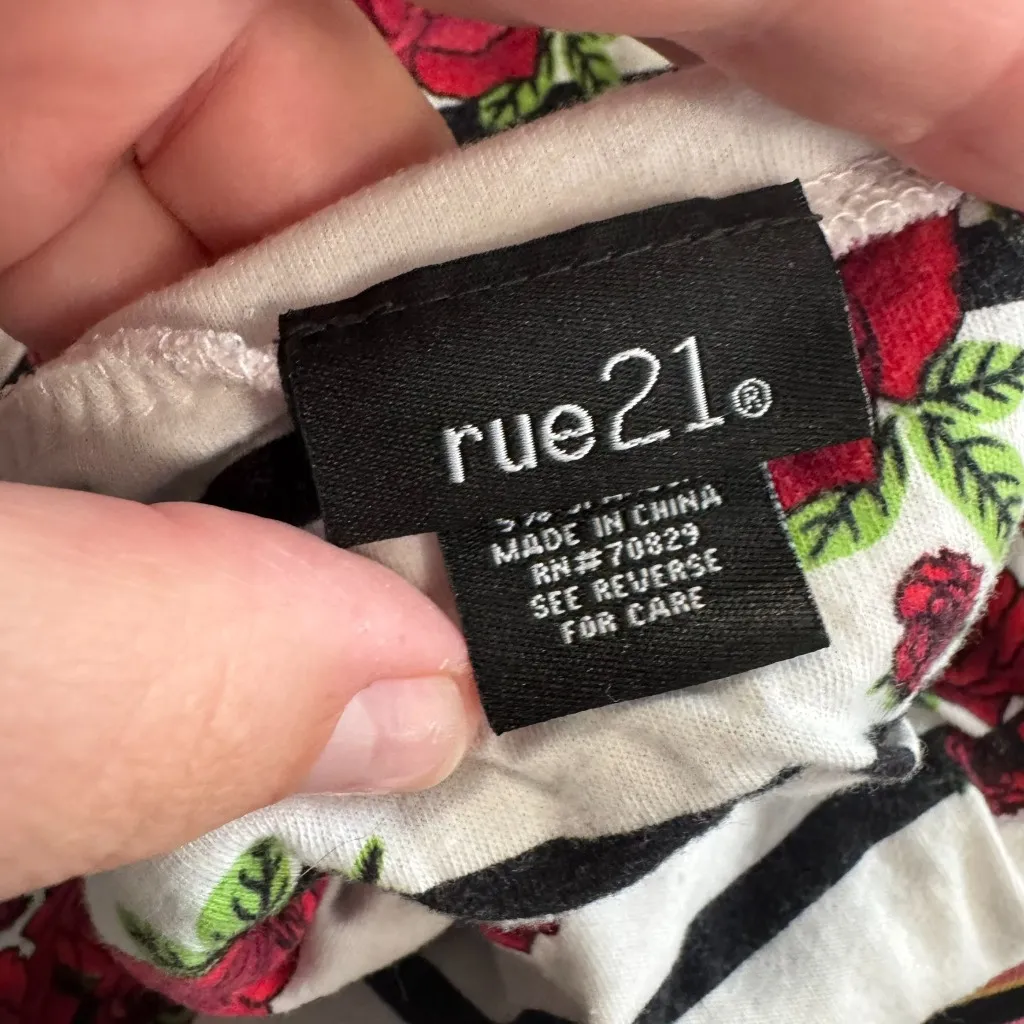 rue21®
MADE IN CHINA
RN#70829
SEE REVERSE
FOR CARE